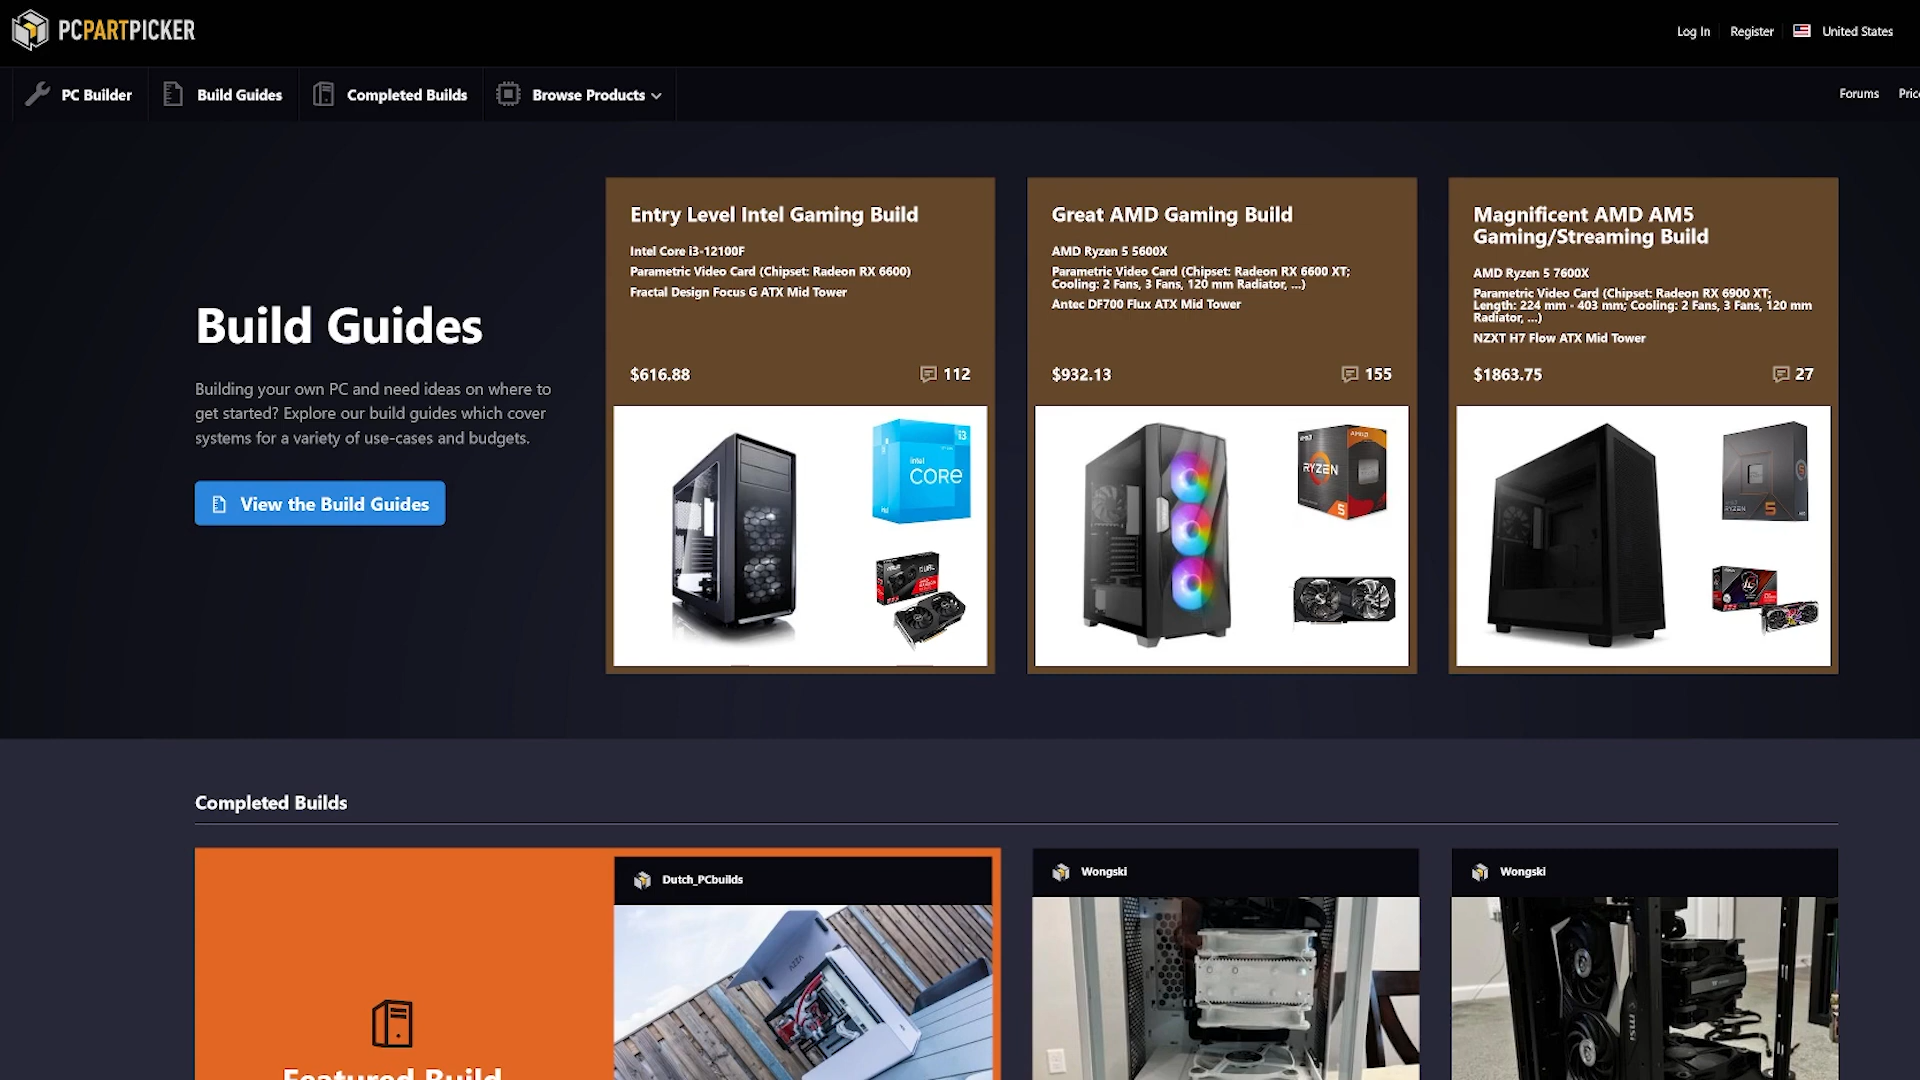 PCPARTPICKER
Log In
Register
United States
PC Builder
Build Guides
Completed Builds
Browse Products
Forums
Build Guides
Building your own PC and need ideas on where to
get started? Explore our build guides which cover
systems for a variety of use-cases and budgets.
View the Build Guides
Entry Level Intel Gaming Build
Intel Core i3-12100F
Parametric Video Card (Chipset: Radeon RX 6600)
Fractal Design Focus G ATX Mid Tower
$616.88
112
intel
CORE
i3
Great AMD Gaming Build
AMD Ryzen 5 5600X
Parametric Video Card (Chipset: Radeon RX 6600 XT;
Cooling: 2 Fans, 3 Fans, 120 mm Radiator, ...)
Antec DF700 Flux ATX Mid Tower
$932.13
155
AMD
RYZEN
5
Magnificent AMD AM5
Gaming/Streaming Build
AMD Ryzen 5 7600X
Parametric Video Card (Chipset: Radeon RX 6900 XT;
Length: 224 mm - 403 mm; Cooling: 2 Fans, 3 Fans, 120 mm
Radiator, ...)
NZXT H7 Flow ATX Mid Tower
$1863.75
27
RYZEN
5
Completed Builds
Featured Build
Dutch_PCbuilds
AZZA
Wongski
Wongski
msi